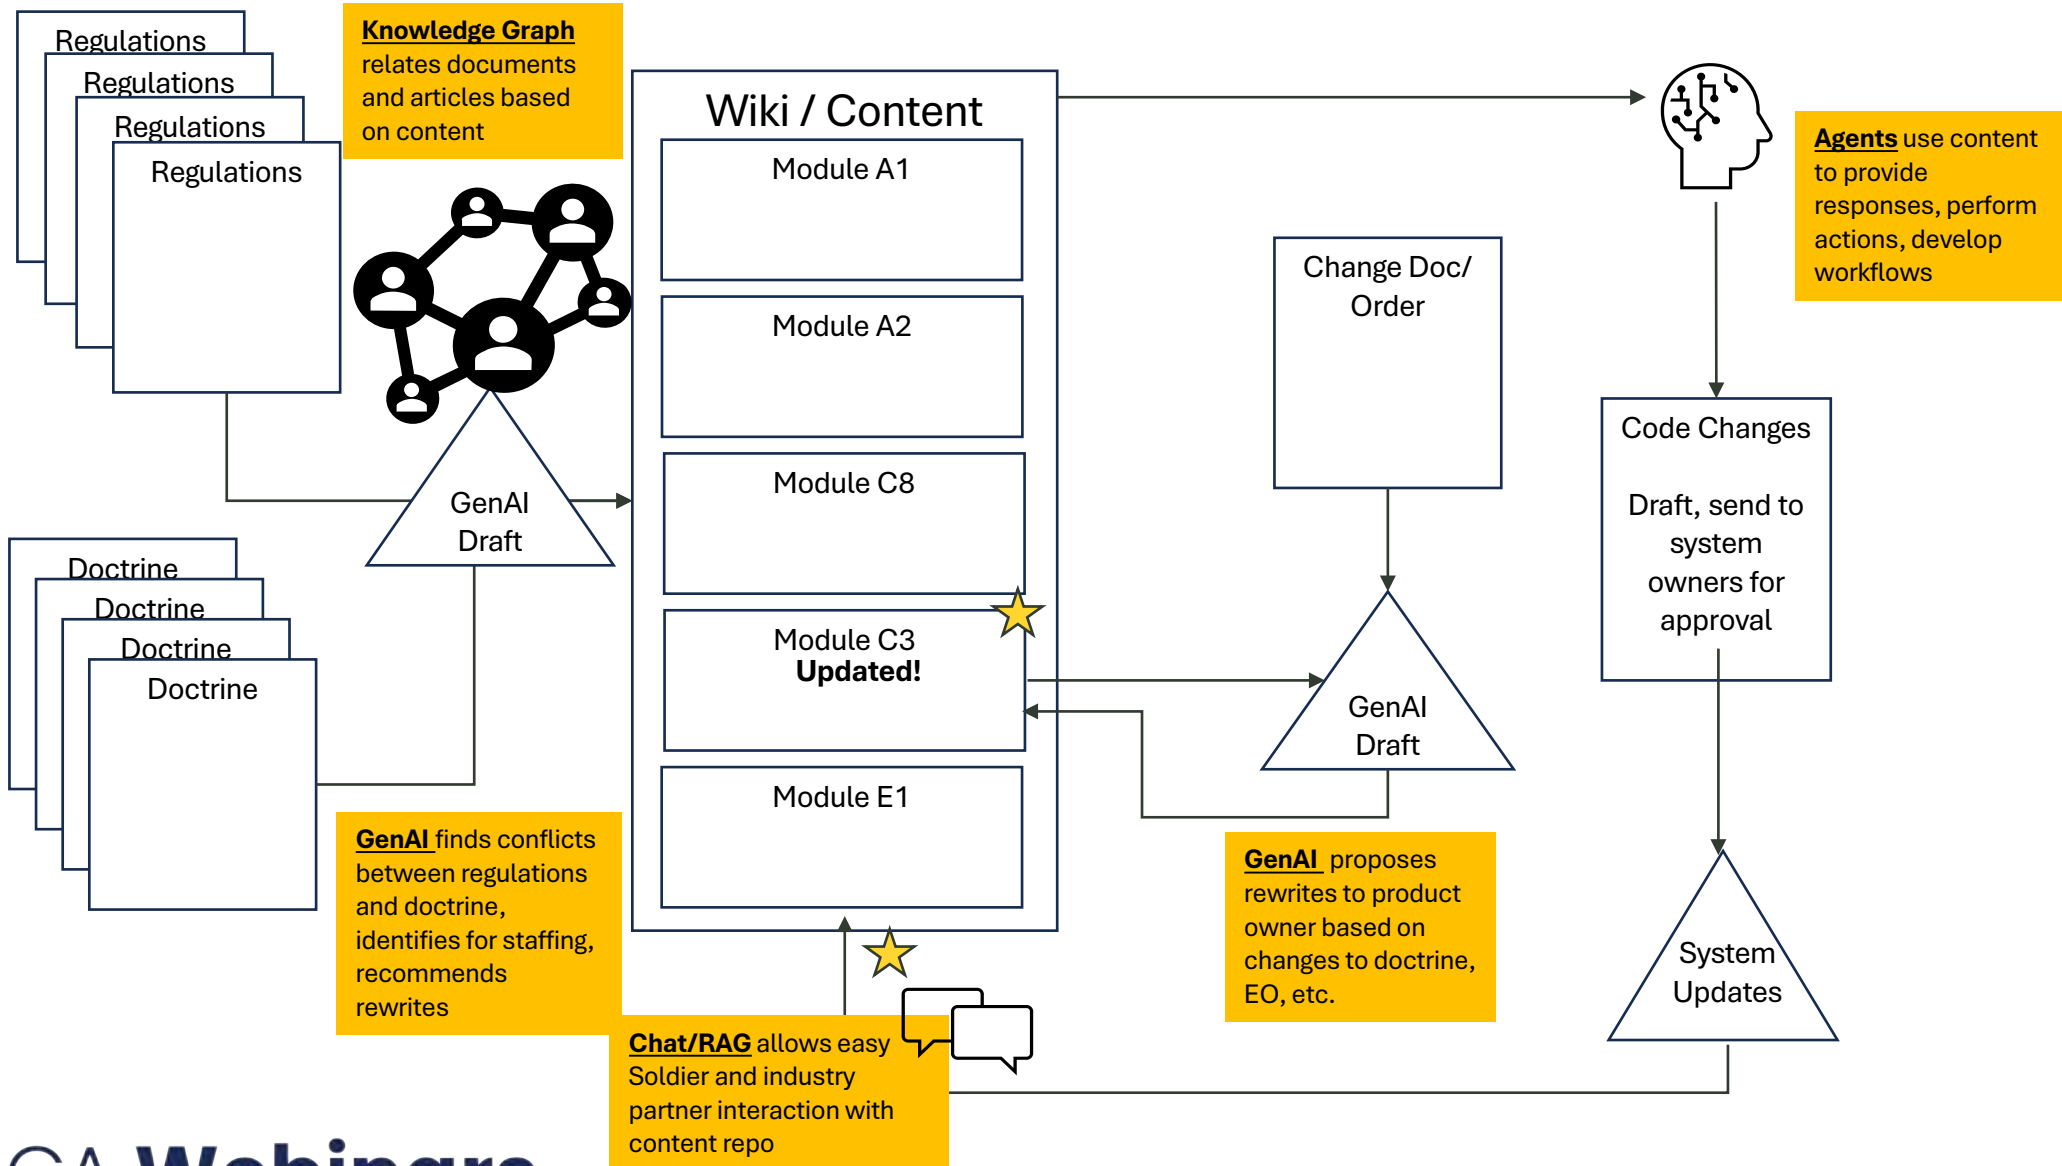 Regulations
Regulations
Regulations
Regulations
Knowledge Graph
relates documents
and articles based
on content
Wiki / Content
Module A1
Module A2
Module C8
Module C3
Updated!
Module E1
GenAI
Draft
Doctrine
Doctrine
Doctrine
Doctrine
GenAI finds conflicts
between regulations
and doctrine,
identifies for staffing,
recommends
rewrites
Chat/RAG allows easy
Soldier and industry
partner interaction with
content repo
Change Doc/
Order
GenAI
Draft
GenAI proposes
rewrites to product
owner based on
changes to doctrine,
EO, etc.
Agents use content
to provide
responses, perform
actions, develop
workflows
Code Changes
Draft, send to
system
owners for
approval
System
Updates
Webinars